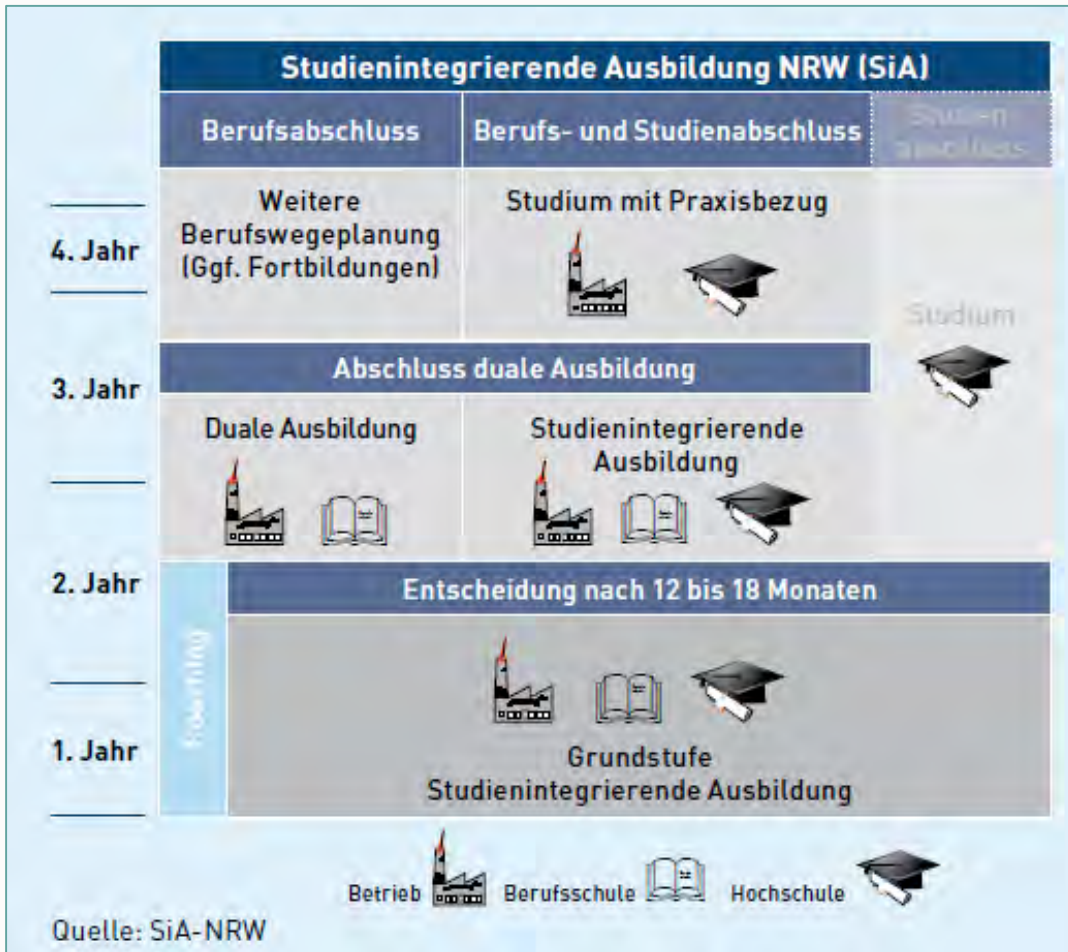 Studienintegrierende Ausbildung NRW (SiA)
Berufsabschluss
Berufs- und Studienabschluss
Studien
abschluss
4. Jahr
Weitere
Berufswegeplanung
(Ggf. Fortbildungen)
Studium mit Praxisbezug
Studium
3. Jahr
Abschluss duale Ausbildung
Duale Ausbildung
Studienintegrierende
Ausbildung
2. Jahr
Entscheidung nach 12 bis 18 Monaten
1. Jahr
Grundstufe
Studienintegrierende Ausbildung
Betrieb
Berufsschule
Hochschule
Quelle: SiA-NRW